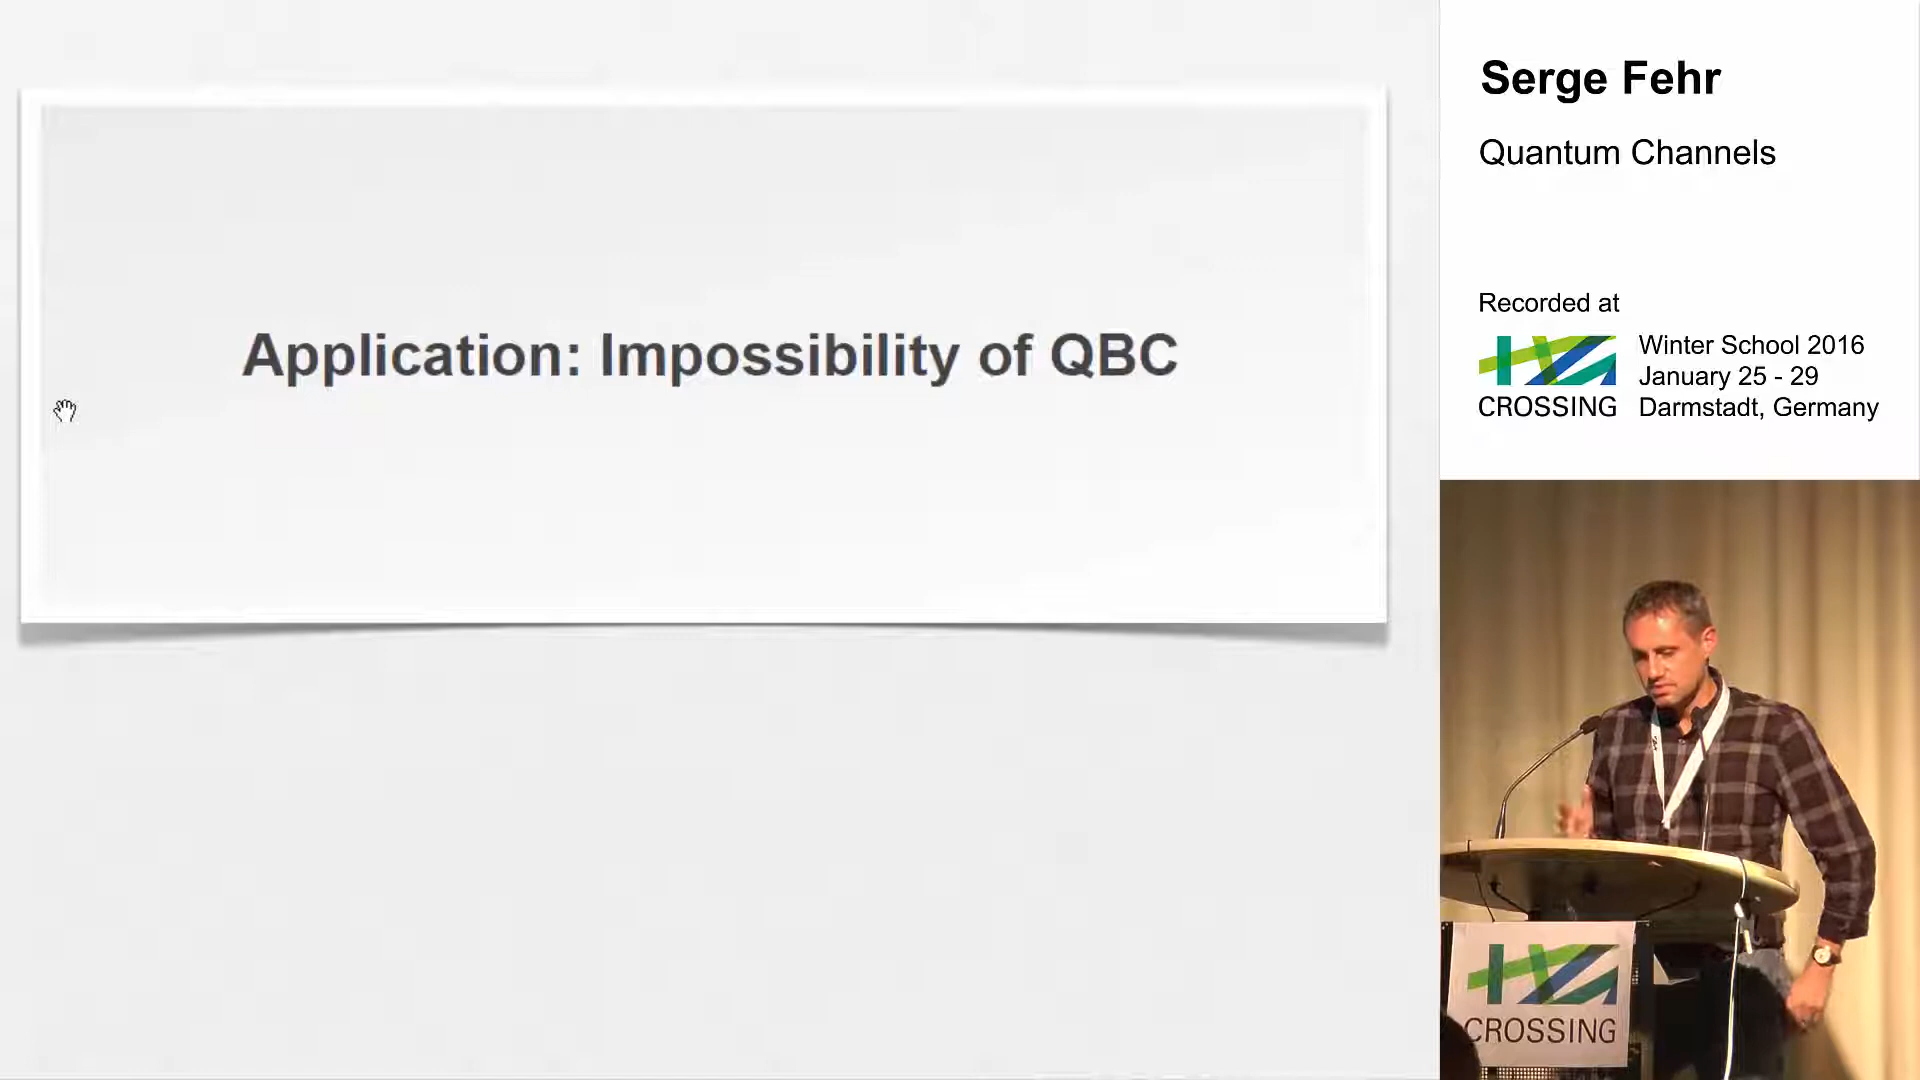 Application: Impossibility of QBC
Serge Fehr
Quantum Channels
Recorded at
CROSSING
Winter School 2016
January 25 - 29
Darmstadt, Germany
CROSSING